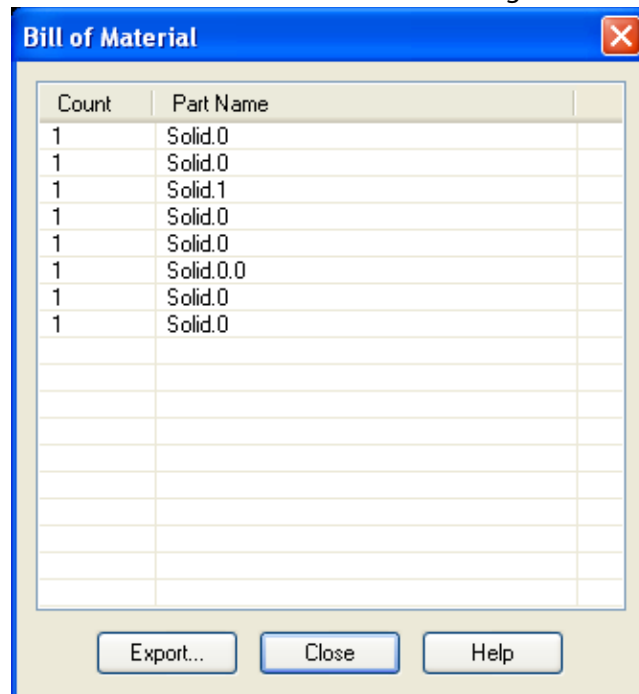 Bill of Material
Count Part Name
1 Solid.0
1 Solid.0
1 Solid.1
1 Solid.0
1 Solid.0
1 Solid.0.0
1 Solid.0
1 Solid.0
Export... Close Help